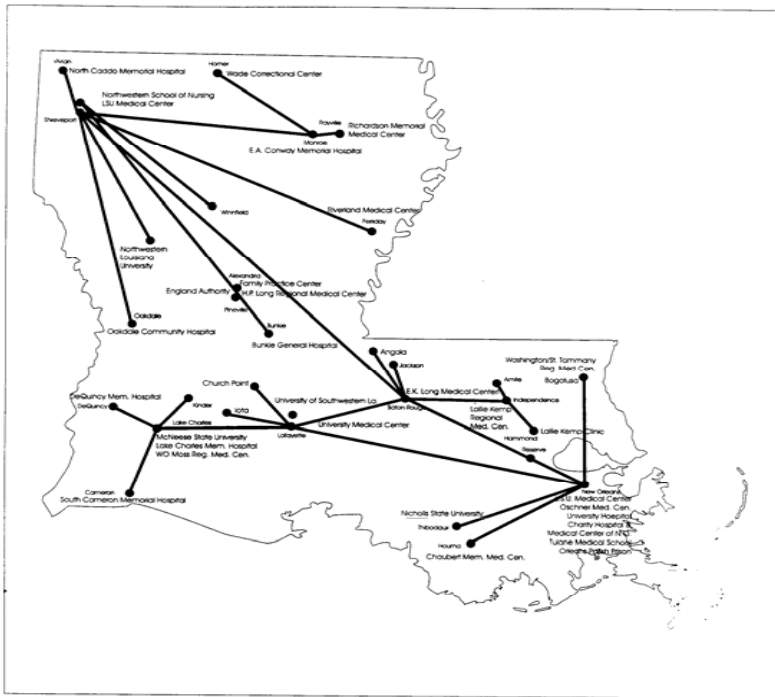 Vivian
North Caddo Memorial Hospital
Homer
Wade Correctional Center
Northwestern School of Nursing
LSU Medical Center
Shreveport
Rayville
Richardson Memorial
Medical Center
Monroe
E.A. Conway Memorial Hospital
Winnfield
Riverland Medical Center
Ferriday
Northwestern
Louisiana
University
Alexandria
Family Practice Center
England Authority
H.P. Long Regional Medical Center
Pineville
Oakdale
Oakdale Community Hospital
Bunkie
Bunkie General Hospital
Angola
Jackson
Washington/St. Tammany
Reg. Med Cen.
Bogalusa
Church Point
E.K. Long Medical Center
Amite
Independence
DeQuincy Mem. Hospital
DeQuincy
Kinder
Iota
University of Southwestern La.
Baton Rouge
Lallie Kemp
Regional
Med. Cen.
Lallie Kemp Clinic
Hammond
Lake Charles
University Medical Center
Lafayette
McNeese State University
Lake Charles Mem. Hospital
WO Moss Reg. Med. Cen.
Reserve
Cameron
South Cameron Memorial Hospital
New Orleans
L.S.U. Medical Center
Oschner Med. Cen.
University Hospital
Charity Hospital &
Medical Center of N.O.
Tulane Medical School
Orleans Parish Prison
Nicholls State University
Thibodaux
Houma
Chaubert Mem. Med. Cen.